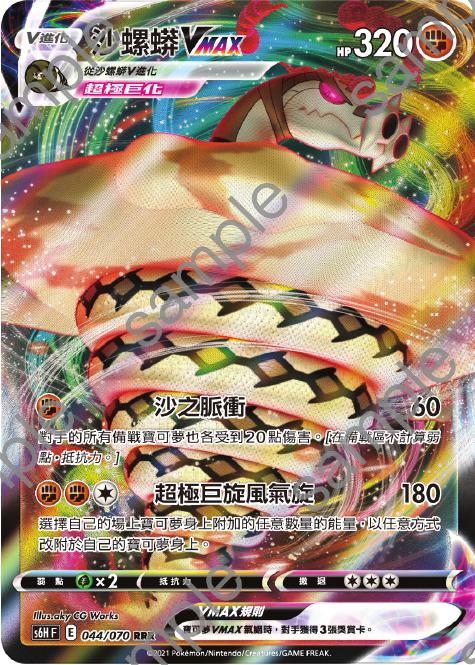 V進化
沙螺蟒VMAX
HP 320
從沙螺蟒V進化
超極巨化
sample
沙之脈衝 60
對手的所有備戰寶可夢也各受到20點傷害。[在備戰區不計算弱
點・抵抗力。]
超極巨旋風氣旋 180
選擇自己的場上寶可夢身上附加的任意數量的能量，以任意方式
改附於自己的寶可夢身上。
弱點 ×2 抵抗力 撤退
Illus.aky CG Works
s6H F E 044/070 RRR
VMAX規則
寶可夢VMAX氣絕時，對手獲得3張獎賞卡。
©2021 Pokémon/Nintendo/Creatures/GAME FREAK.